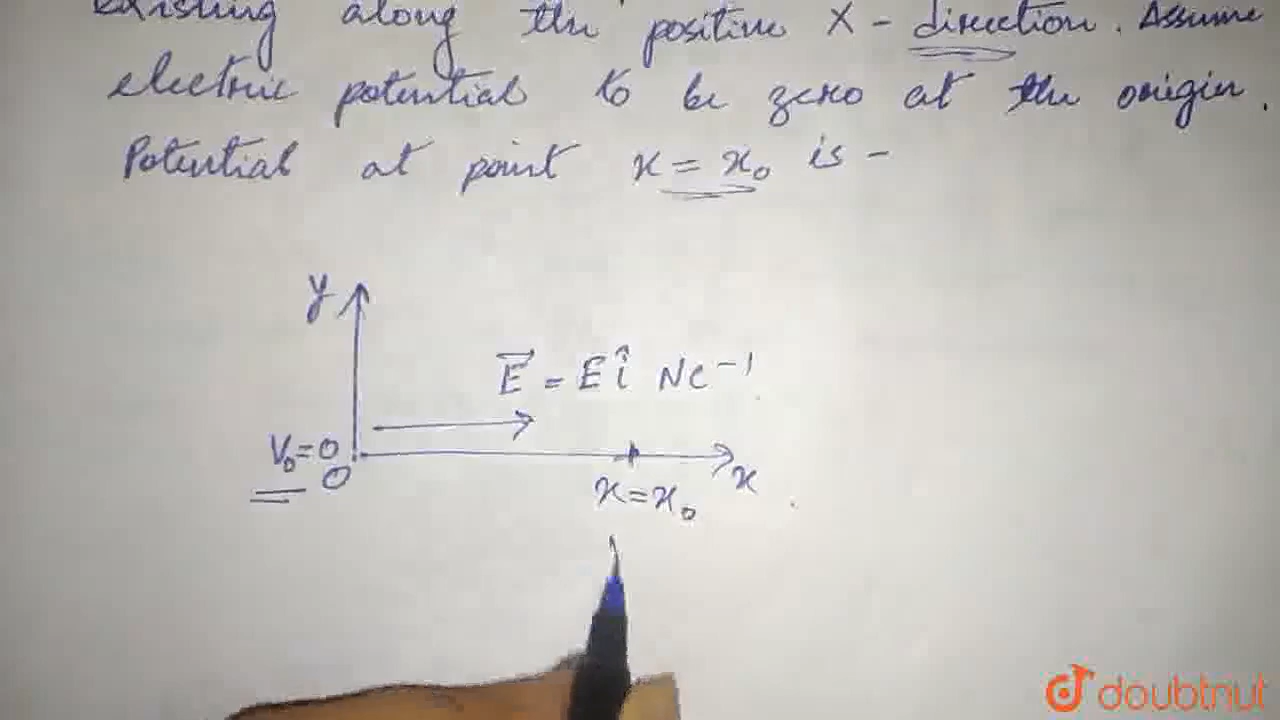 existing along the positive X - direction. Assume
electric potential to be zero at the origin.
Potential at point x = x₀ is -
y
E⃗ = E î NC⁻¹
V₀=0
O
x
x=x₀
doubtnut